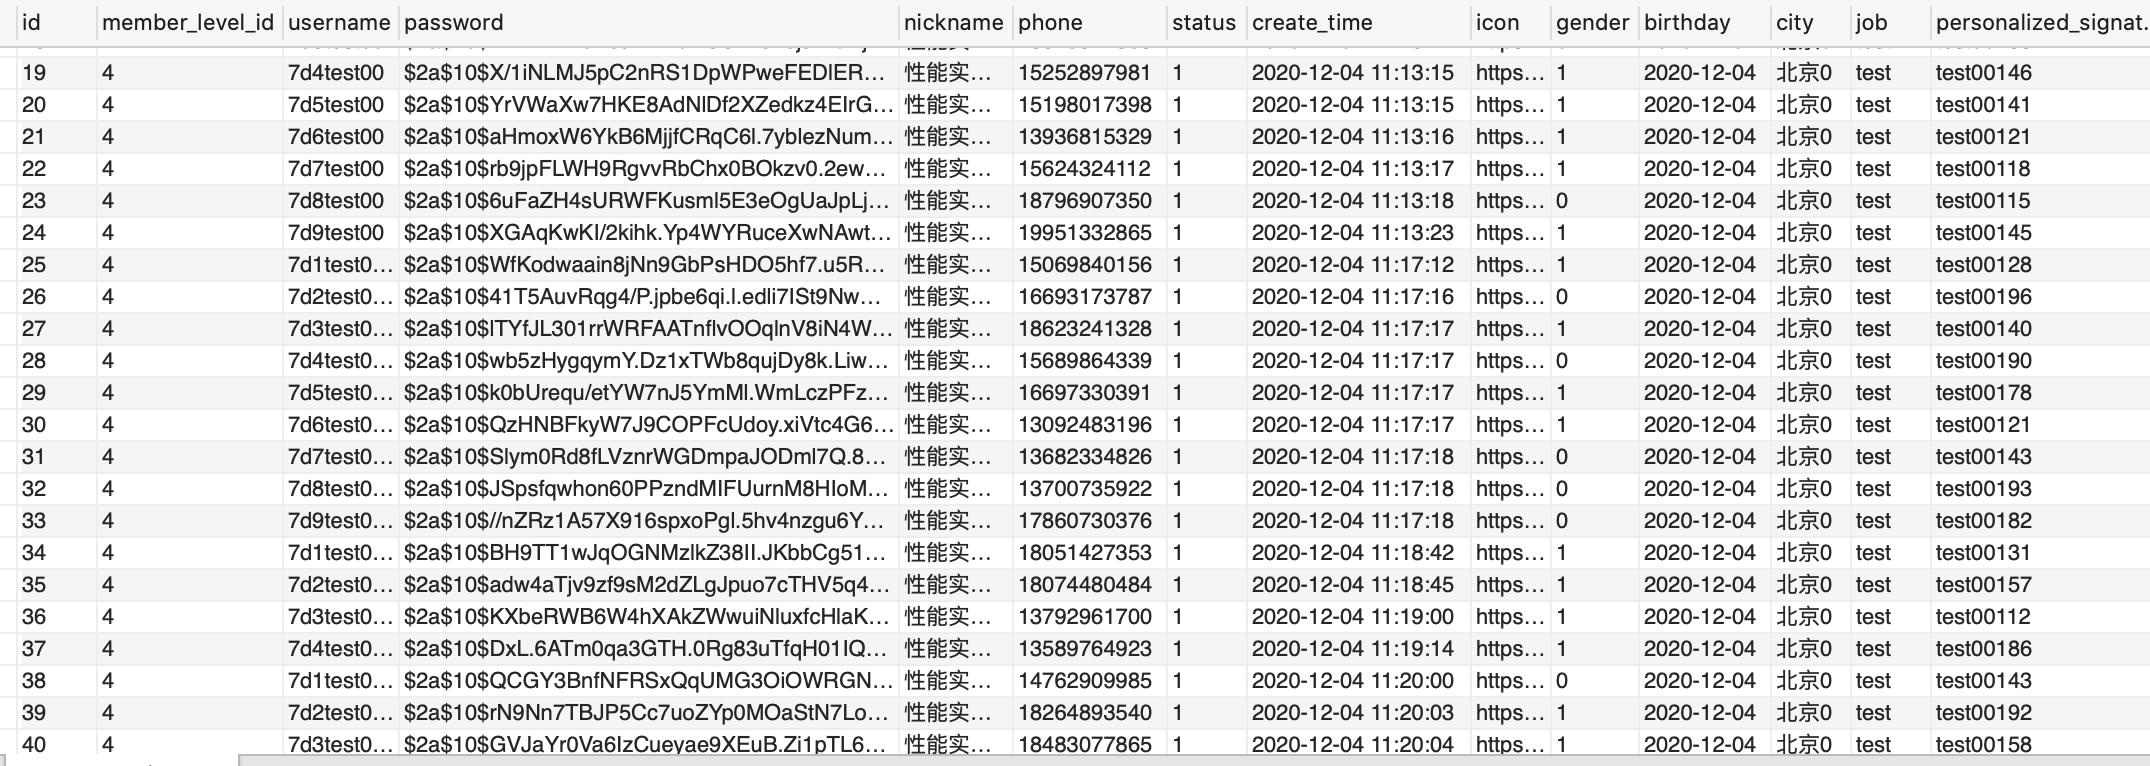 id member_level_id username password nickname phone status create_time icon gender birthday city job personalized_signat...
19 4 7d4test00 $2a$10$X/1iNLMJ5pC2nRS1DpWPweFEDlER... 性能实... 15252897981 1 2020-12-04 11:13:15 https... 1 2020-12-04 北京0 test test00146
20 4 7d5test00 $2a$10$YrVWaXw7HKE8AdNlDf2XZedkz4ElrG... 性能实... 15198017398 1 2020-12-04 11:13:15 https... 1 2020-12-04 北京0 test test00141
21 4 7d6test00 $2a$10$aHmoxW6YkB6MjjfCRqC6l.7yblezNum... 性能实... 13936815329 1 2020-12-04 11:13:16 https... 1 2020-12-04 北京0 test test00121
22 4 7d7test00 $2a$10$rb9jpFLWH9RgvvRbChx0BOkzv0.2ew... 性能实... 15624324112 1 2020-12-04 11:13:17 https... 1 2020-12-04 北京0 test test00118
23 4 7d8test00 $2a$10$6uFaZH4sURWFKusml5E3eOgUaJpLj... 性能实... 18796907350 1 2020-12-04 11:13:18 https... 0 2020-12-04 北京0 test test00115
24 4 7d9test00 $2a$10$XGAqKwKI/2kihk.Yp4WYRuceXwNAwt... 性能实... 19951332865 1 2020-12-04 11:13:23 https... 1 2020-12-04 北京0 test test00145
25 4 7d1test0... $2a$10$WfKodwaain8jNn9GbPsHDO5hf7.u5R... 性能实... 15069840156 1 2020-12-04 11:17:12 https... 1 2020-12-04 北京0 test test00128
26 4 7d2test0... $2a$10$41T5AuvRqg4/P.jpbe6qi.l.edli7ISt9Nw... 性能实... 16693173787 1 2020-12-04 11:17:16 https... 0 2020-12-04 北京0 test test00196
27 4 7d3test0... $2a$10$lTYfJL301rrWRFAATnflvOOqlnV8iN4W... 性能实... 18623241328 1 2020-12-04 11:17:17 https... 1 2020-12-04 北京0 test test00140
28 4 7d4test0... $2a$10$wb5zHygqymY.Dz1xTWb8qujDy8k.Liw... 性能实... 15689864339 1 2020-12-04 11:17:17 https... 0 2020-12-04 北京0 test test00190
29 4 7d5test0... $2a$10$k0bUrequ/etYW7nJ5YmMl.WmLczPFz... 性能实... 16697330391 1 2020-12-04 11:17:17 https... 1 2020-12-04 北京0 test test00178
30 4 7d6test0... $2a$10$QzHNBFkyW7J9COPFcUdoy.xiVtc4G6... 性能实... 13092483196 1 2020-12-04 11:17:17 https... 1 2020-12-04 北京0 test test00121
31 4 7d7test0... $2a$10$Slym0Rd8fLVznrWGDmpaJODml7Q.8... 性能实... 13682334826 1 2020-12-04 11:17:18 https... 0 2020-12-04 北京0 test test00143
32 4 7d8test0... $2a$10$JSpsfqwhon60PPzndMIFUurnM8HIoM... 性能实... 13700735922 1 2020-12-04 11:17:18 https... 0 2020-12-04 北京0 test test00193
33 4 7d9test0... $2a$10$//nZRz1A57X916spxoPgl.5hv4nzgu6Y... 性能实... 17860730376 1 2020-12-04 11:17:18 https... 0 2020-12-04 北京0 test test00182
34 4 7d1test0... $2a$10$BH9TT1wJqOGNMzlkZ38II.JKbbCg51... 性能实... 18051427353 1 2020-12-04 11:18:42 https... 1 2020-12-04 北京0 test test00131
35 4 7d2test0... $2a$10$adw4aTjv9zf9sM2dZLgJpuo7cTHV5q4... 性能实... 18074480484 1 2020-12-04 11:18:45 https... 1 2020-12-04 北京0 test test00157
36 4 7d3test0... $2a$10$KXbeRWB6W4hXAkZWwuiNluxfcHlaK... 性能实... 13792961700 1 2020-12-04 11:19:00 https... 1 2020-12-04 北京0 test test00112
37 4 7d4test0... $2a$10$DxL.6ATm0qa3GTH.0Rg83uTfqH01IQ... 性能实... 13589764923 1 2020-12-04 11:19:14 https... 1 2020-12-04 北京0 test test00186
38 4 7d1test0... $2a$10$QCGY3BnfNFRSxQqUMG3OiOWRGN... 性能实... 14762909985 1 2020-12-04 11:20:00 https... 0 2020-12-04 北京0 test test00143
39 4 7d2test0... $2a$10$rN9Nn7TBJP5Cc7uoZYp0MOaStN7Lo... 性能实... 18264893540 1 2020-12-04 11:20:03 https... 1 2020-12-04 北京0 test test00192
40 4 7d3test0... $2a$10$GVJaYr0Va6IzCueyae9XEuB.Zi1pTL6... 性能实... 18483077865 1 2020-12-04 11:20:04 https... 1 2020-12-04 北京0 test test00158